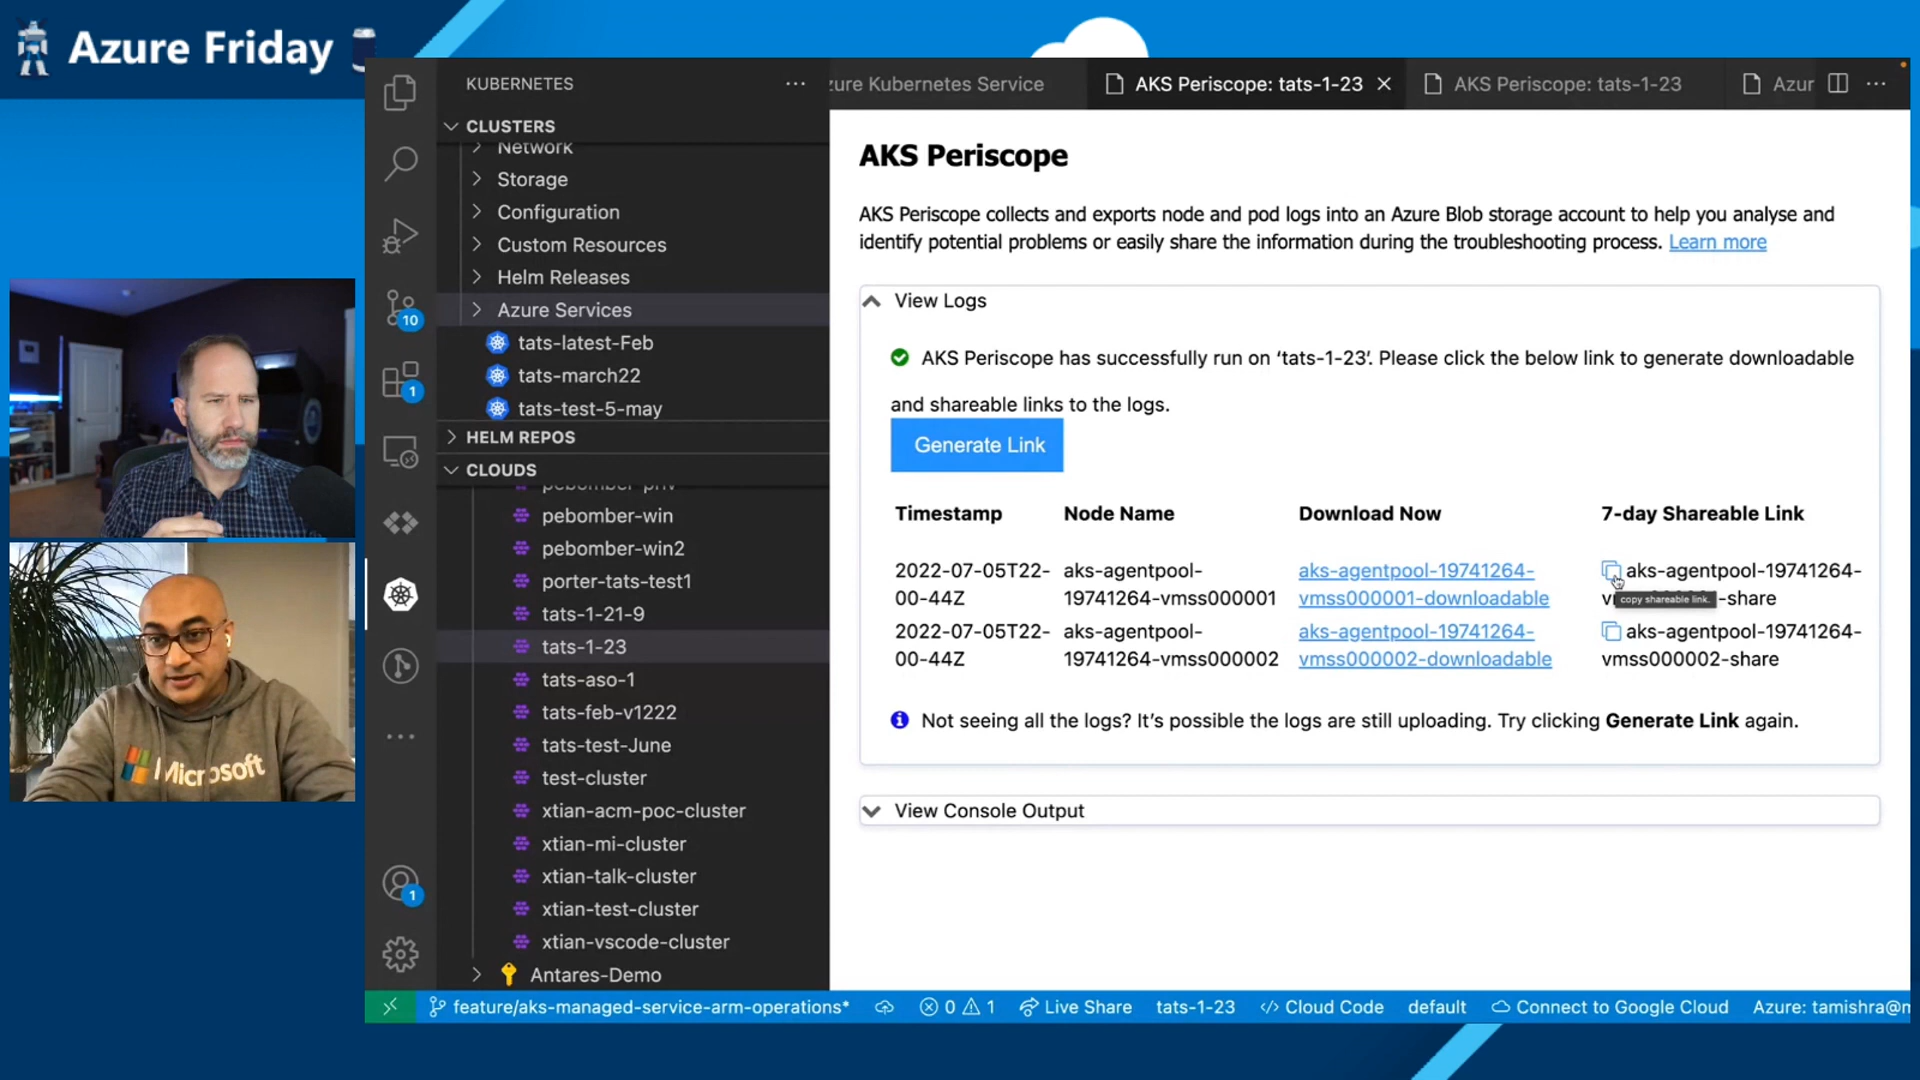 Azure Friday
KUBERNETES
CLUSTERS
Network
Storage
Configuration
Custom Resources
Helm Releases
Azure Services
tats-latest-Feb
tats-march22
tats-test-5-may
HELM REPOS
CLOUDS
pebomber-priv
pebomber-win
pebomber-win2
porter-tats-test1
tats-1-21-9
tats-1-23
tats-aso-1
tats-feb-v1222
tats-test-June
test-cluster
xtian-acm-poc-cluster
xtian-mi-cluster
xtian-talk-cluster
xtian-test-cluster
xtian-vscode-cluster
Antares-Demo
10
1
1
zure Kubernetes Service
AKS Periscope: tats-1-23
AKS Periscope: tats-1-23
Azur
AKS Periscope
AKS Periscope collects and exports node and pod logs into an Azure Blob storage account to help you analyse and
identify potential problems or easily share the information during the troubleshooting process. Learn more
View Logs
AKS Periscope has successfully run on ‘tats-1-23’. Please click the below link to generate downloadable
and shareable links to the logs.
Generate Link
Timestamp Node Name Download Now 7-day Shareable Link
2022-07-05T22- aks-agentpool- aks-agentpool-19741264- aks-agentpool-19741264-
00-44Z 19741264-vmss000001 vmss000001-downloadable -share
copy shareable link.
2022-07-05T22- aks-agentpool- aks-agentpool-19741264- aks-agentpool-19741264-
00-44Z 19741264-vmss000002 vmss000002-downloadable vmss000002-share
Not seeing all the logs? It’s possible the logs are still uploading. Try clicking Generate Link again.
View Console Output
Microsoft
feature/aks-managed-service-arm-operations* 0 1 Live Share tats-1-23 Cloud Code default Connect to Google Cloud Azure: tamishra@